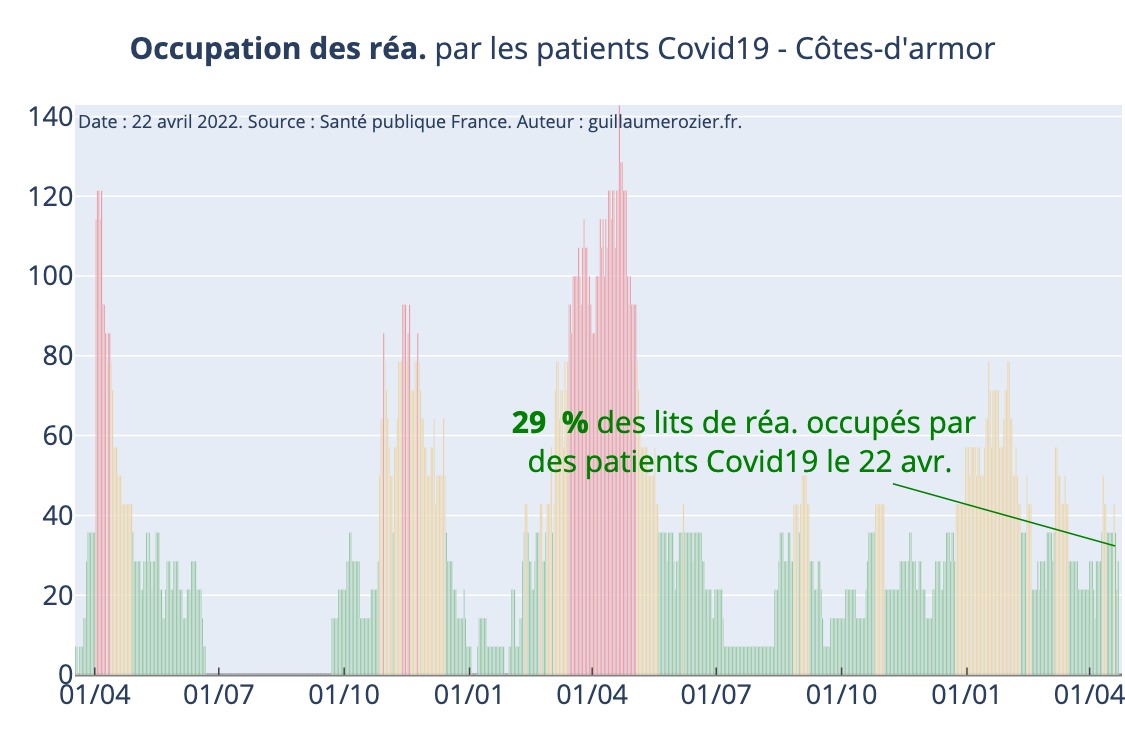 Occupation des réa. par les patients Covid19 - Côtes-d'armor
140
Date : 22 avril 2022. Source : Santé publique France. Auteur : guillaumerozier.fr.
120
100
80
60
29 % des lits de réa. occupés par
des patients Covid19 le 22 avr.
40
20
0
01/04 01/07 01/10 01/01 01/04 01/07 01/10 01/01 01/04